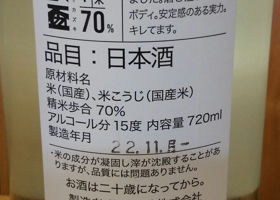 米
70%
ボディ。安定感のある実力。
キしてます。
品目：日本酒
原材料名
米（国産）、米こうじ（国産米）
精米歩合 70%
アルコール分 15度 内容量 720ml
製造年月
22.11.月
・米の成分が凝固し滓が沈殿することがあ
りますが、品質には問題ありません。
お酒は二十歳になってから。